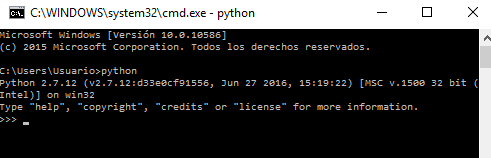 C:\WINDOWS\system32\cmd.exe - python
Microsoft Windows [Versión 10.0.10586]
(c) 2015 Microsoft Corporation. Todos los derechos reservados.
C:\Users\Usuario>python
Python 2.7.12 (v2.7.12:d33e0cf91556, Jun 27 2016, 15:19:22) [MSC v.1500 32 bit (
Intel)] on win32
Type "help", "copyright", "credits" or "license" for more information.
>>> _